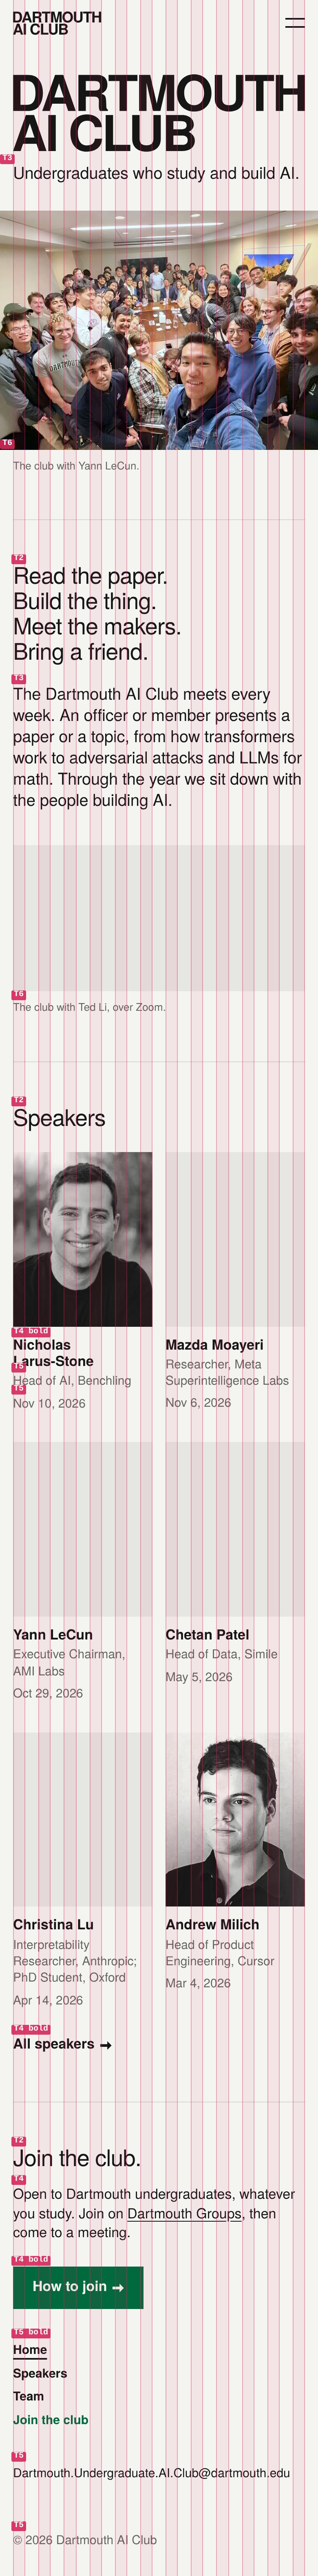 DARTMOUTH
AI CLUB
DARTMOUTH
AI CLUB
T3
Undergraduates who study and build AI.
DARTMOUTH
T6
The club with Yann LeCun.
T2
Read the paper.
Build the thing.
Meet the makers.
Bring a friend.
T3
The Dartmouth AI Club meets every
week. An officer or member presents a
paper or a topic, from how transformers
work to adversarial attacks and LLMs for
math. Through the year we sit down with
the people building AI.
T6
The club with Ted Li, over Zoom.
T2
Speakers
T4 bold
Nicholas
Larus-Stone
T5
Head of AI, Benchling
T5
Nov 10, 2026
Mazda Moayeri
Researcher, Meta
Superintelligence Labs
Nov 6, 2026
Yann LeCun
Executive Chairman,
AMI Labs
Oct 29, 2026
Chetan Patel
Head of Data, Simile
May 5, 2026
Christina Lu
Interpretability
Researcher, Anthropic;
PhD Student, Oxford
Apr 14, 2026
Andrew Milich
Head of Product
Engineering, Cursor
Mar 4, 2026
T4 bold
All speakers →
T2
Join the club.
T4
Open to Dartmouth undergraduates, whatever
you study. Join on Dartmouth Groups, then
come to a meeting.
T4 bold
How to join →
T5 bold
Home
Speakers
Team
Join the club
T5
Dartmouth.Undergraduate.AI.Club@dartmouth.edu
T5
© 2026 Dartmouth AI Club